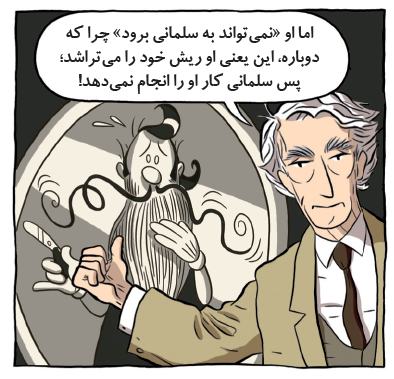 اما او «نمی‌تواند به سلمانی برود» چرا که
دوباره، این یعنی او ریش خود را می‌تراشد؛
پس سلمانی کار او را انجام نمی‌دهد!